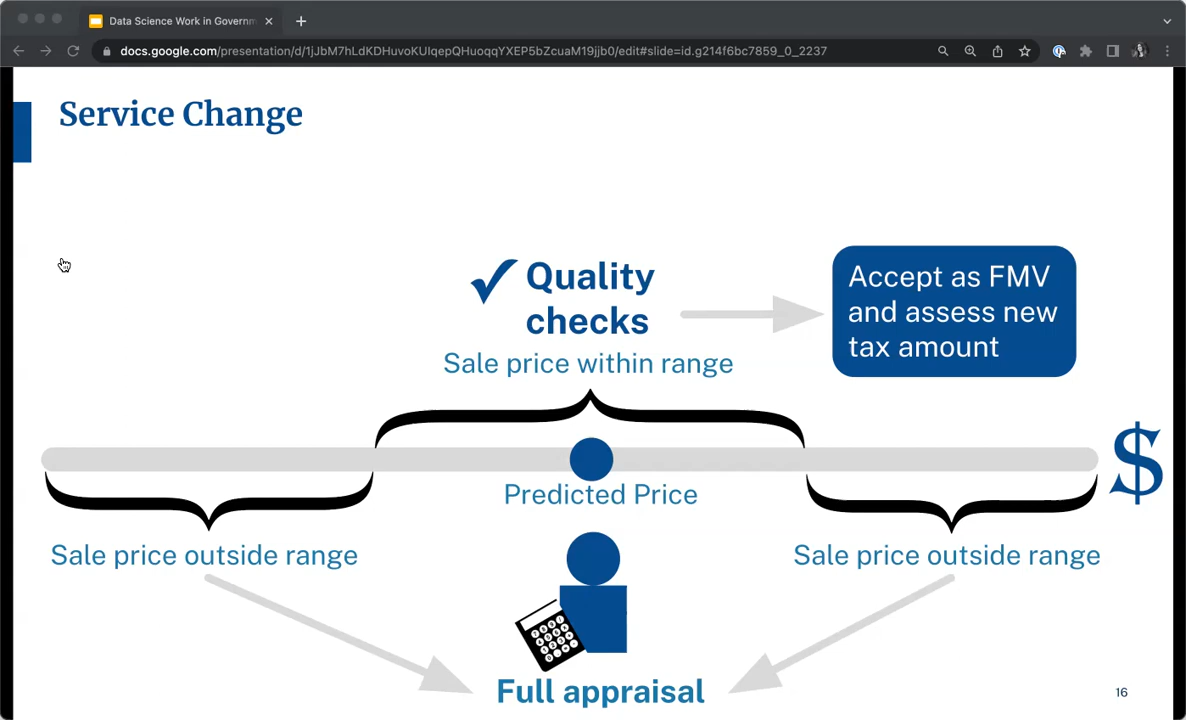 Data Science Work in Governm
docs.google.com/presentation/d/1jJbM7hLdKDHuvoKUIqepQHuoqqYXEP5bZcuaM19jjb0/edit#slide=id.g214f6bc7859_0_2237
Service Change
Quality
checks
Sale price within range
Accept as FMV
and assess new
tax amount
$
Predicted Price
Sale price outside range
Sale price outside range
Full appraisal
16